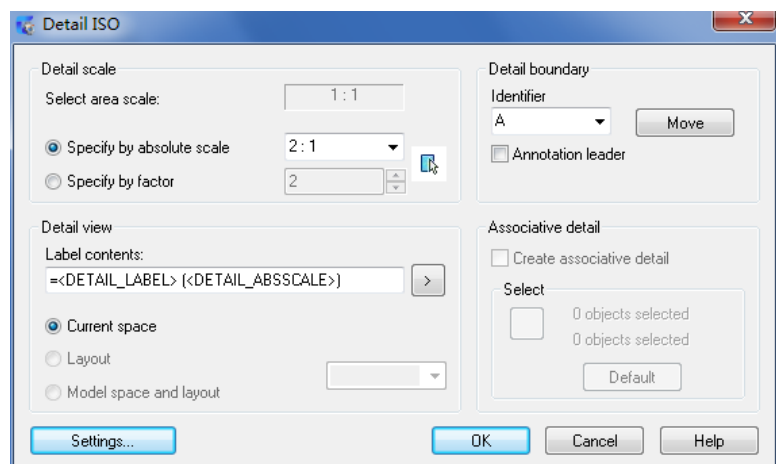 Detail ISO
Detail scale
Select area scale:
1 : 1
Specify by absolute scale
2 : 1
Specify by factor
2
Detail boundary
Identifier
A
Move
Annotation leader
Detail view
Label contents:
=<DETAIL_LABEL> (<DETAIL_ABSSCALE>)
>
Current space
Layout
Model space and layout
Associative detail
Create associative detail
Select
0 objects selected
0 objects selected
Default
Settings...
OK
Cancel
Help